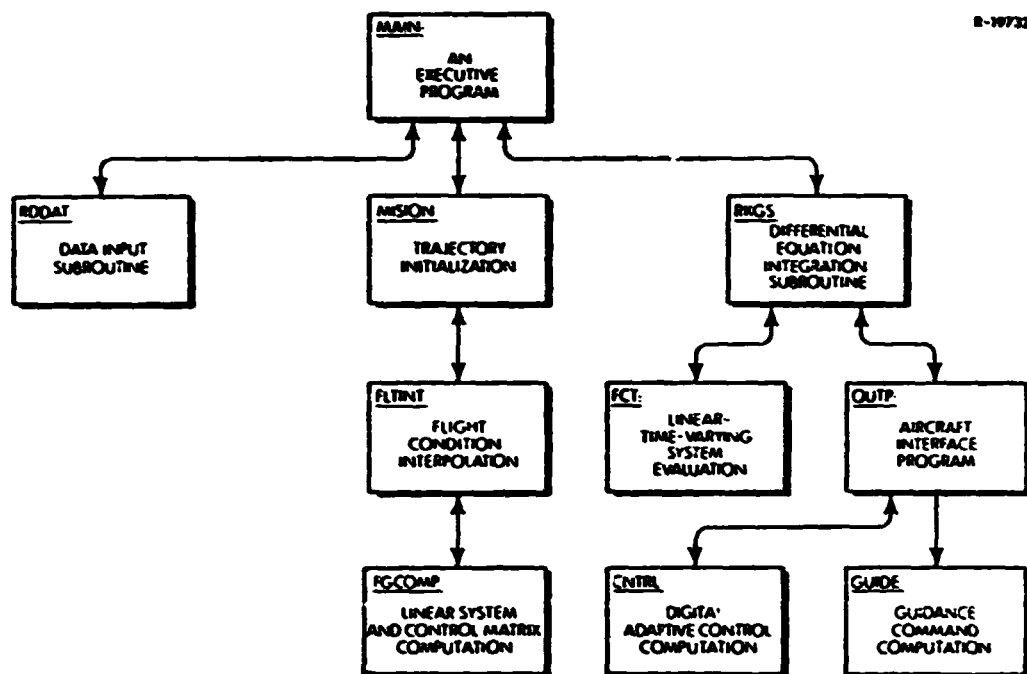 R-19732
MAIN
AN
EXECUTIVE
PROGRAM
RDDAT
DATA INPUT
SUBROUTINE
MISION
TRAJECTORY
INITIALIZATION
RKGS
DIFFERENTIAL
EQUATION
INTEGRATION
SUBROUTINE
FLTINT
FLIGHT
CONDITION
INTERPOLATION
FCT
LINEAR-
TIME-VARYING
SYSTEM
EVALUATION
OUTP
AIRCRAFT
INTERFACE
PROGRAM
FGCOMP
LINEAR SYSTEM
AND CONTROL MATRIX
COMPUTATION
CNTRL
DIGITA'
ADAPTIVE CONTROL
COMPUTATION
GUIDE
GUIDANCE
COMMAND
COMPUTATION